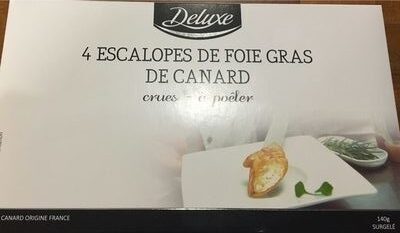 Deluxe
4 ESCALOPES DE FOIE GRAS
DE CANARD
crues - à poêler
CANARD ORIGINE FRANCE
140g
SURGELÉ